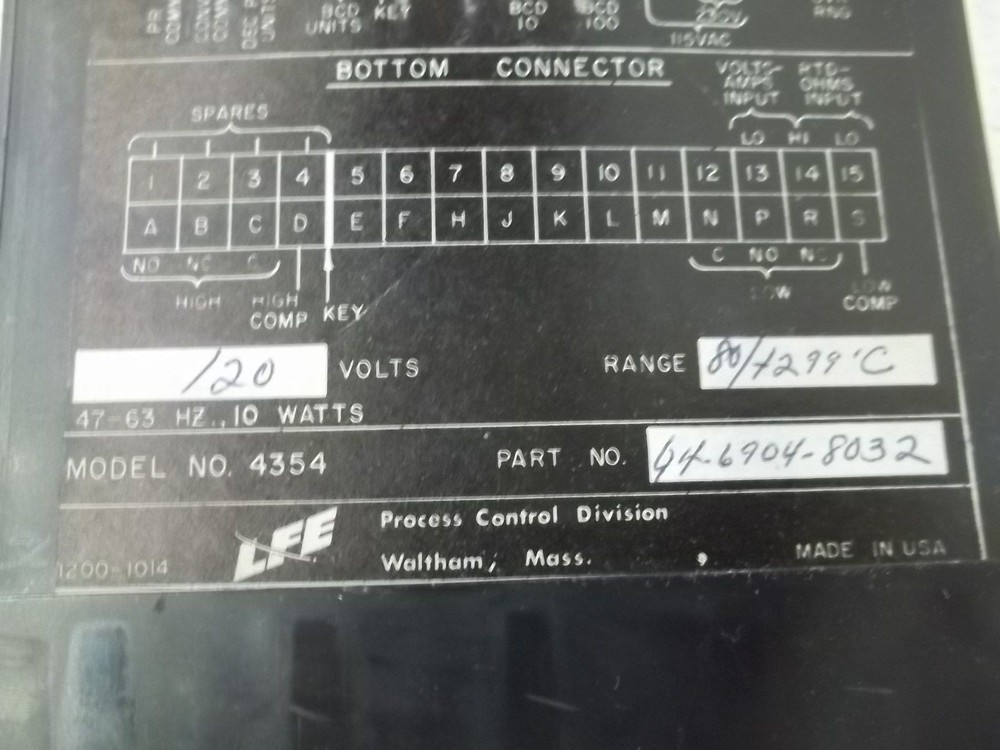 BCD UNITS KEY BCD 10 BCD 100
115VAC
BOTTOM CONNECTOR
VOLTS- AMPS INPUT RTD- OHMS INPUT
SPARES
LO HI LO
1 2 3 4 5 6 7 8 9 10 11 12 13 14 15
A B C D E F H J K L M N P R S
NO NC C C NO NC
HIGH HIGH COMP KEY LOW LOW COMP
120 VOLTS RANGE
47-63 HZ., 10 WATTS
MODEL NO. 4354 PART NO. 44-6904-8032
LFE Process Control Division
1200-1014 Waltham, Mass. MADE IN USA